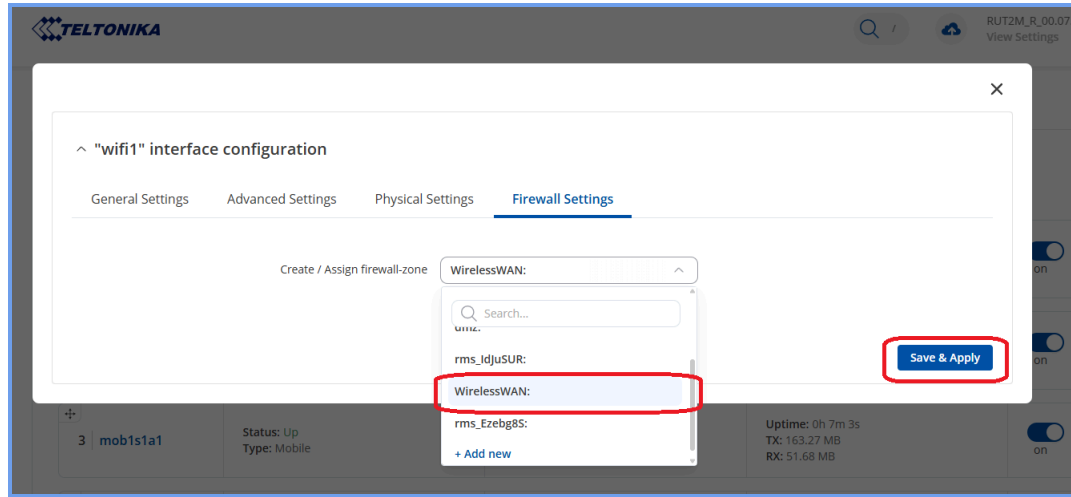 TELTONIKA
/
RUT2M_R_00.07
View Settings
"wifi1" interface configuration
General Settings
Advanced Settings
Physical Settings
Firewall Settings
Create / Assign firewall-zone
WirelessWAN:
Search...
rms_IdJuSUR:
WirelessWAN:
rms_Ezebg8S:
+ Add new
Save & Apply
on
on
3 mob1s1a1
Status: Up
Type: Mobile
Uptime: 0h 7m 3s
TX: 163.27 MB
RX: 51.68 MB
on